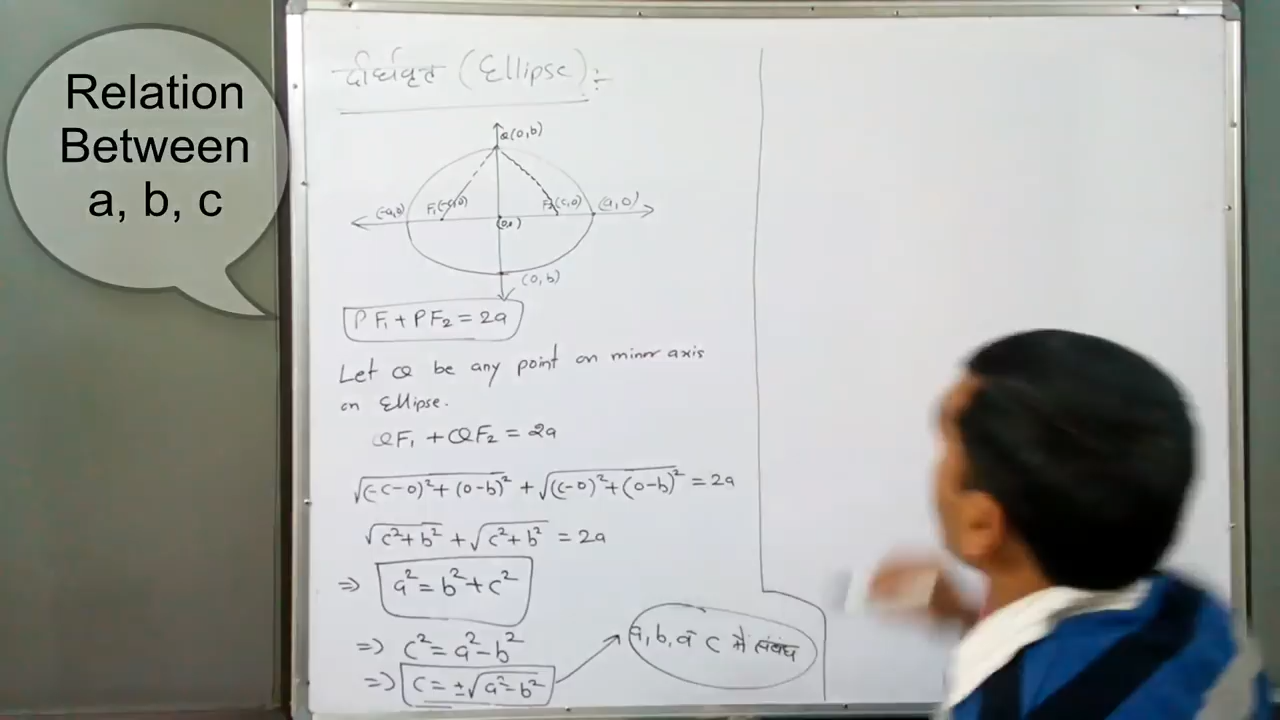 Relation
Between
a, b, c
दीर्घवृत्त (Ellipse) :-
Q(0,b)
(-a,0) F₁(-c,0) F₂(c,0) (a,0)
(0,b)
PF₁ + PF₂ = 2a
Let Q be any point on minor axis
on Ellipse.
QF₁ + QF₂ = 2a
√(-c-0)²+(0-b)² + √(c-0)²+(0-b)² = 2a
√c²+b² + √c²+b² = 2a
⇒ a² = b²+c²
⇒ c² = a²-b²
⇒ c = ±√a²-b²
a, b, व c में संबंध